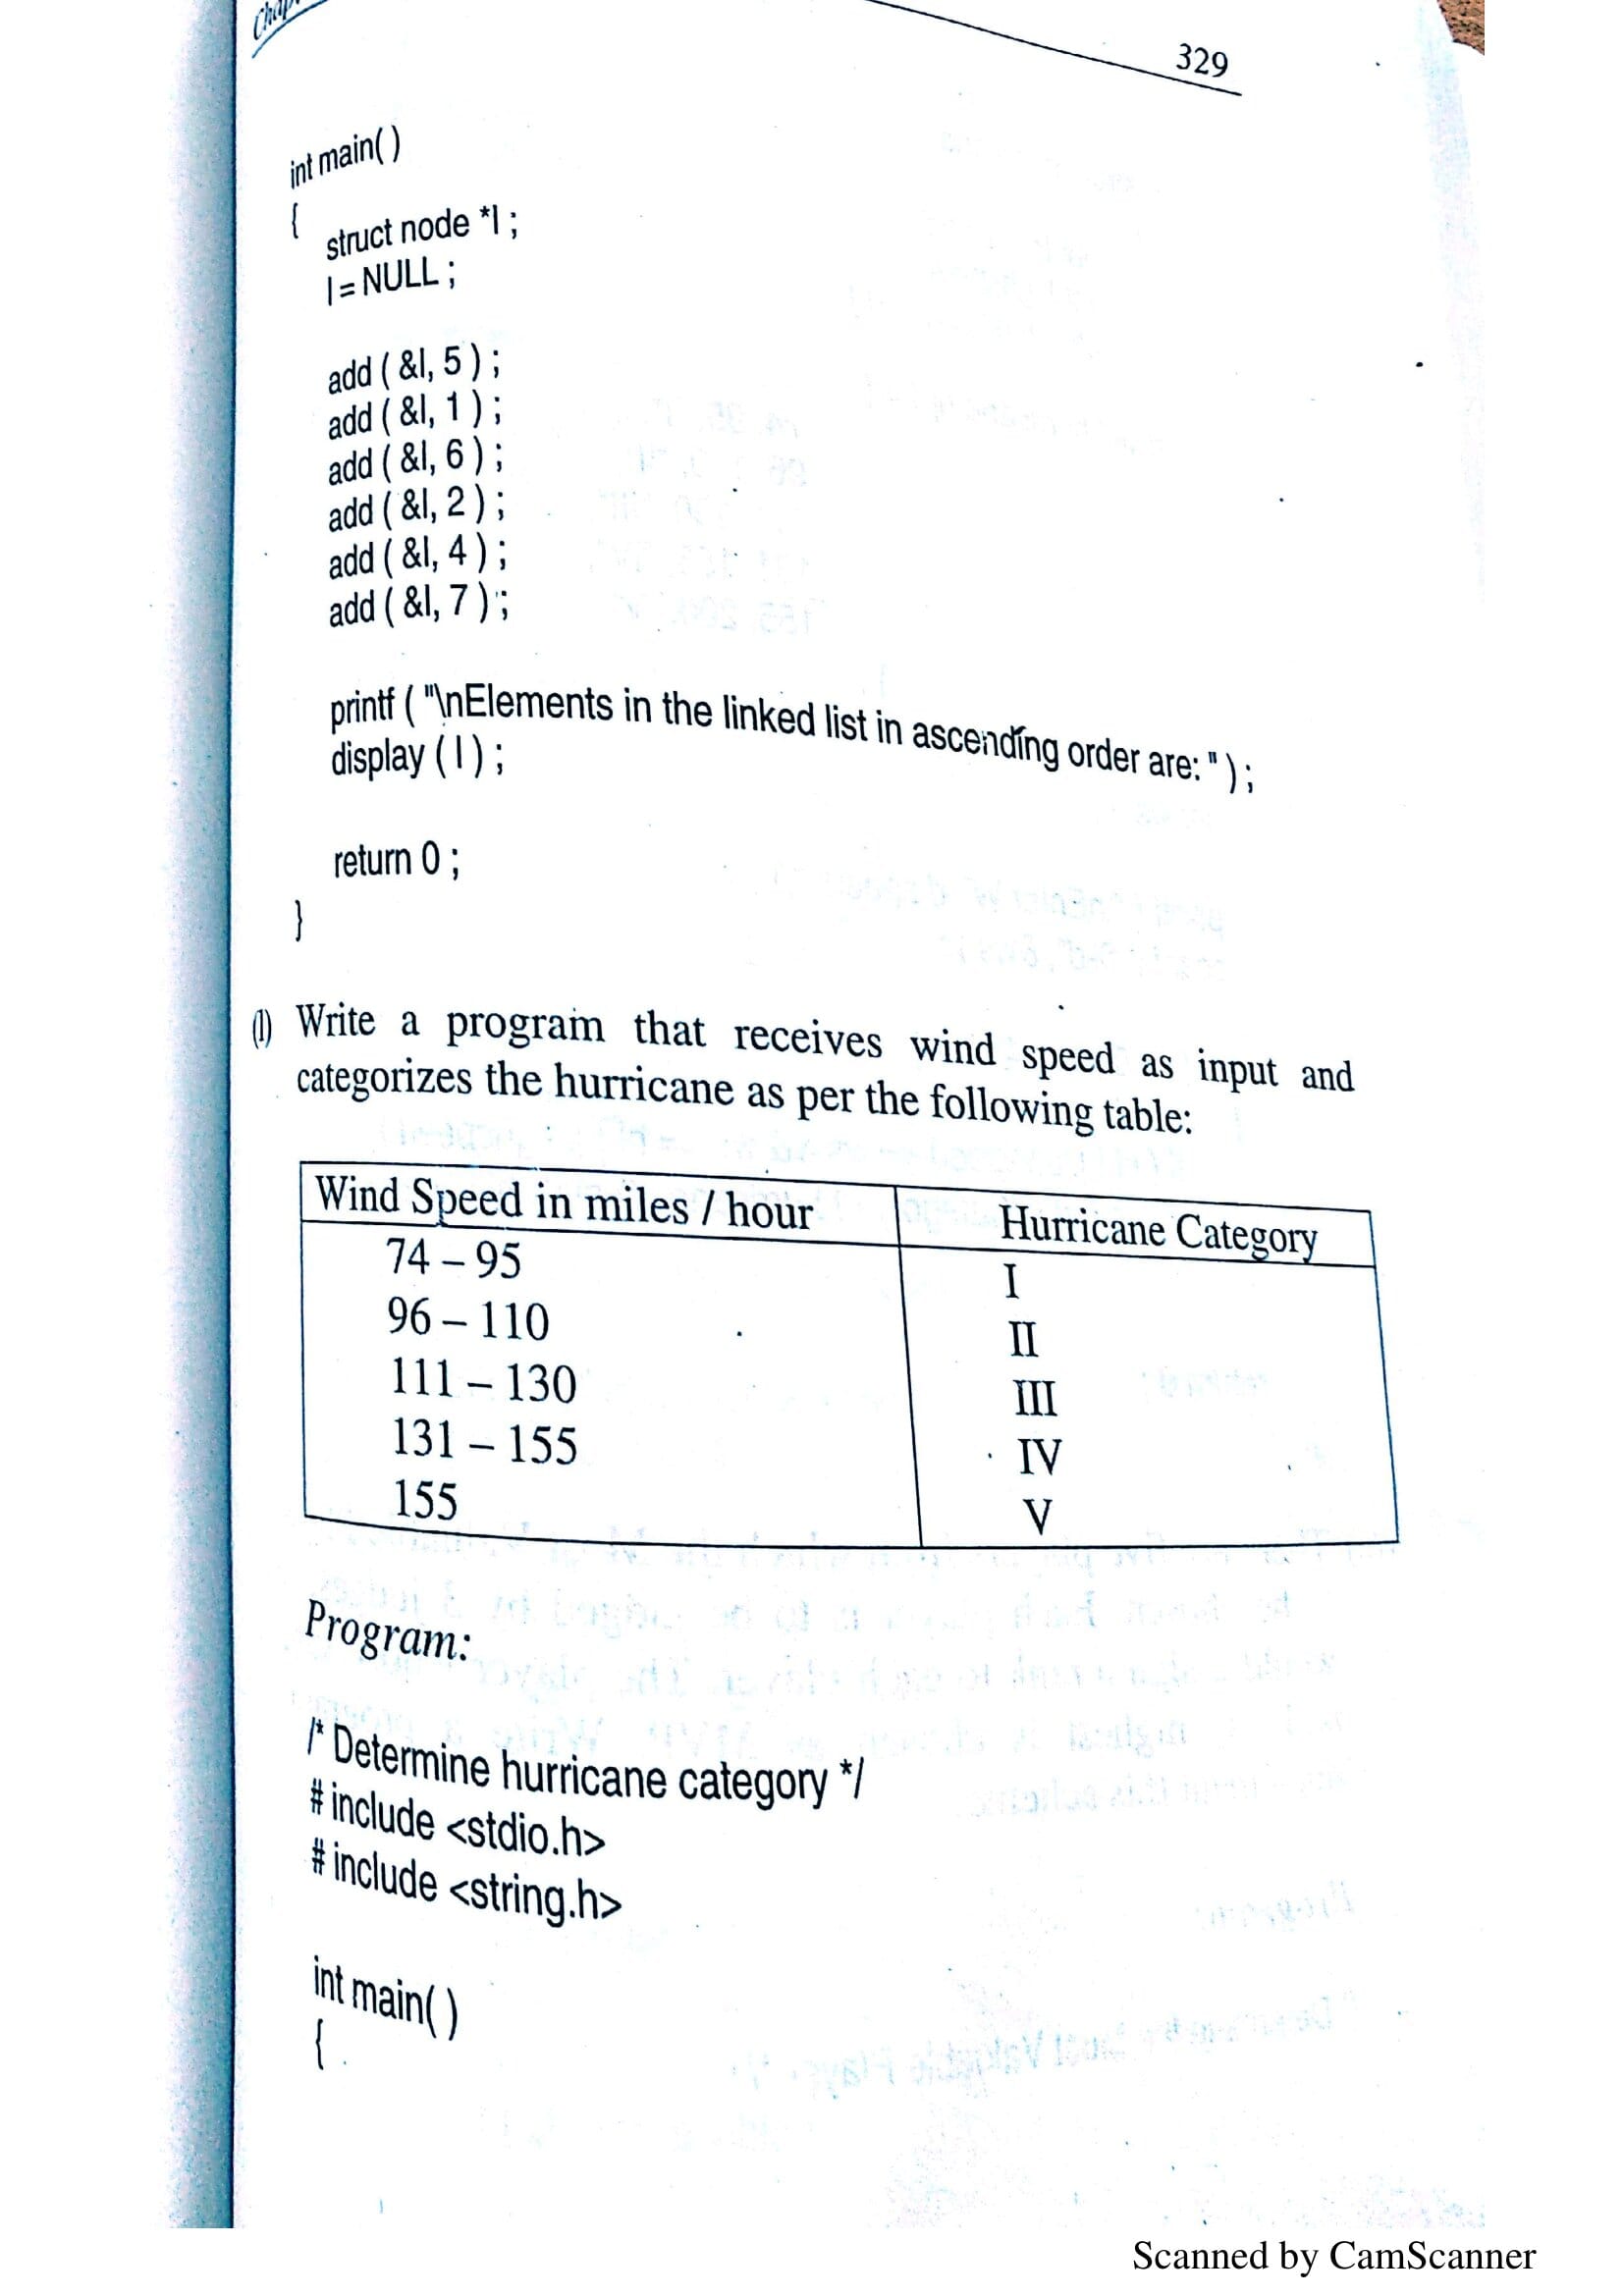 329
int main( )
{
struct node *l ;
l = NULL ;
add ( &l, 5 ) ;
add ( &l, 1 ) ;
add ( &l, 6 ) ;
add ( &l, 2 ) ;
add ( &l, 4 ) ;
add ( &l, 7 ) ;
printf ( "\nElements in the linked list in ascending order are: " ) ;
display ( l ) ;
return 0 ;
}
(l) Write a program that receives wind speed as input and
categorizes the hurricane as per the following table:
Wind Speed in miles / hour Hurricane Category
74 – 95 I
96 – 110 II
111 – 130 III
131 – 155 IV
155 V
Program:
/* Determine hurricane category */
# include <stdio.h>
# include <string.h>
int main( )
{
Scanned by CamScanner